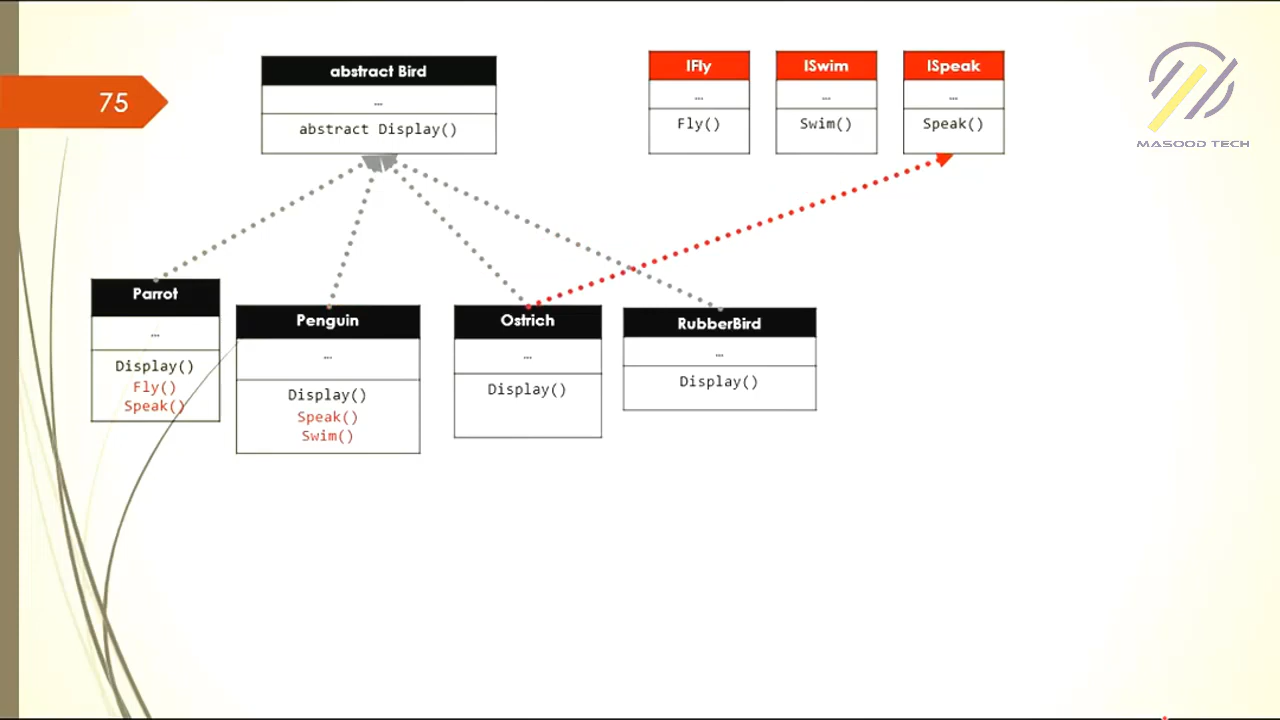 75
abstract Bird
...
abstract Display()
IFly
...
Fly()
ISwim
...
Swim()
ISpeak
...
Speak()
MASOOD TECH
Parrot
...
Display()
Fly()
Speak()
Penguin
...
Display()
Speak()
Swim()
Ostrich
...
Display()
RubberBird
...
Display()